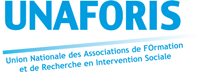 UNAFORIS
Union Nationale des Associations de FOrmation
et de Recherche en Intervention Sociale